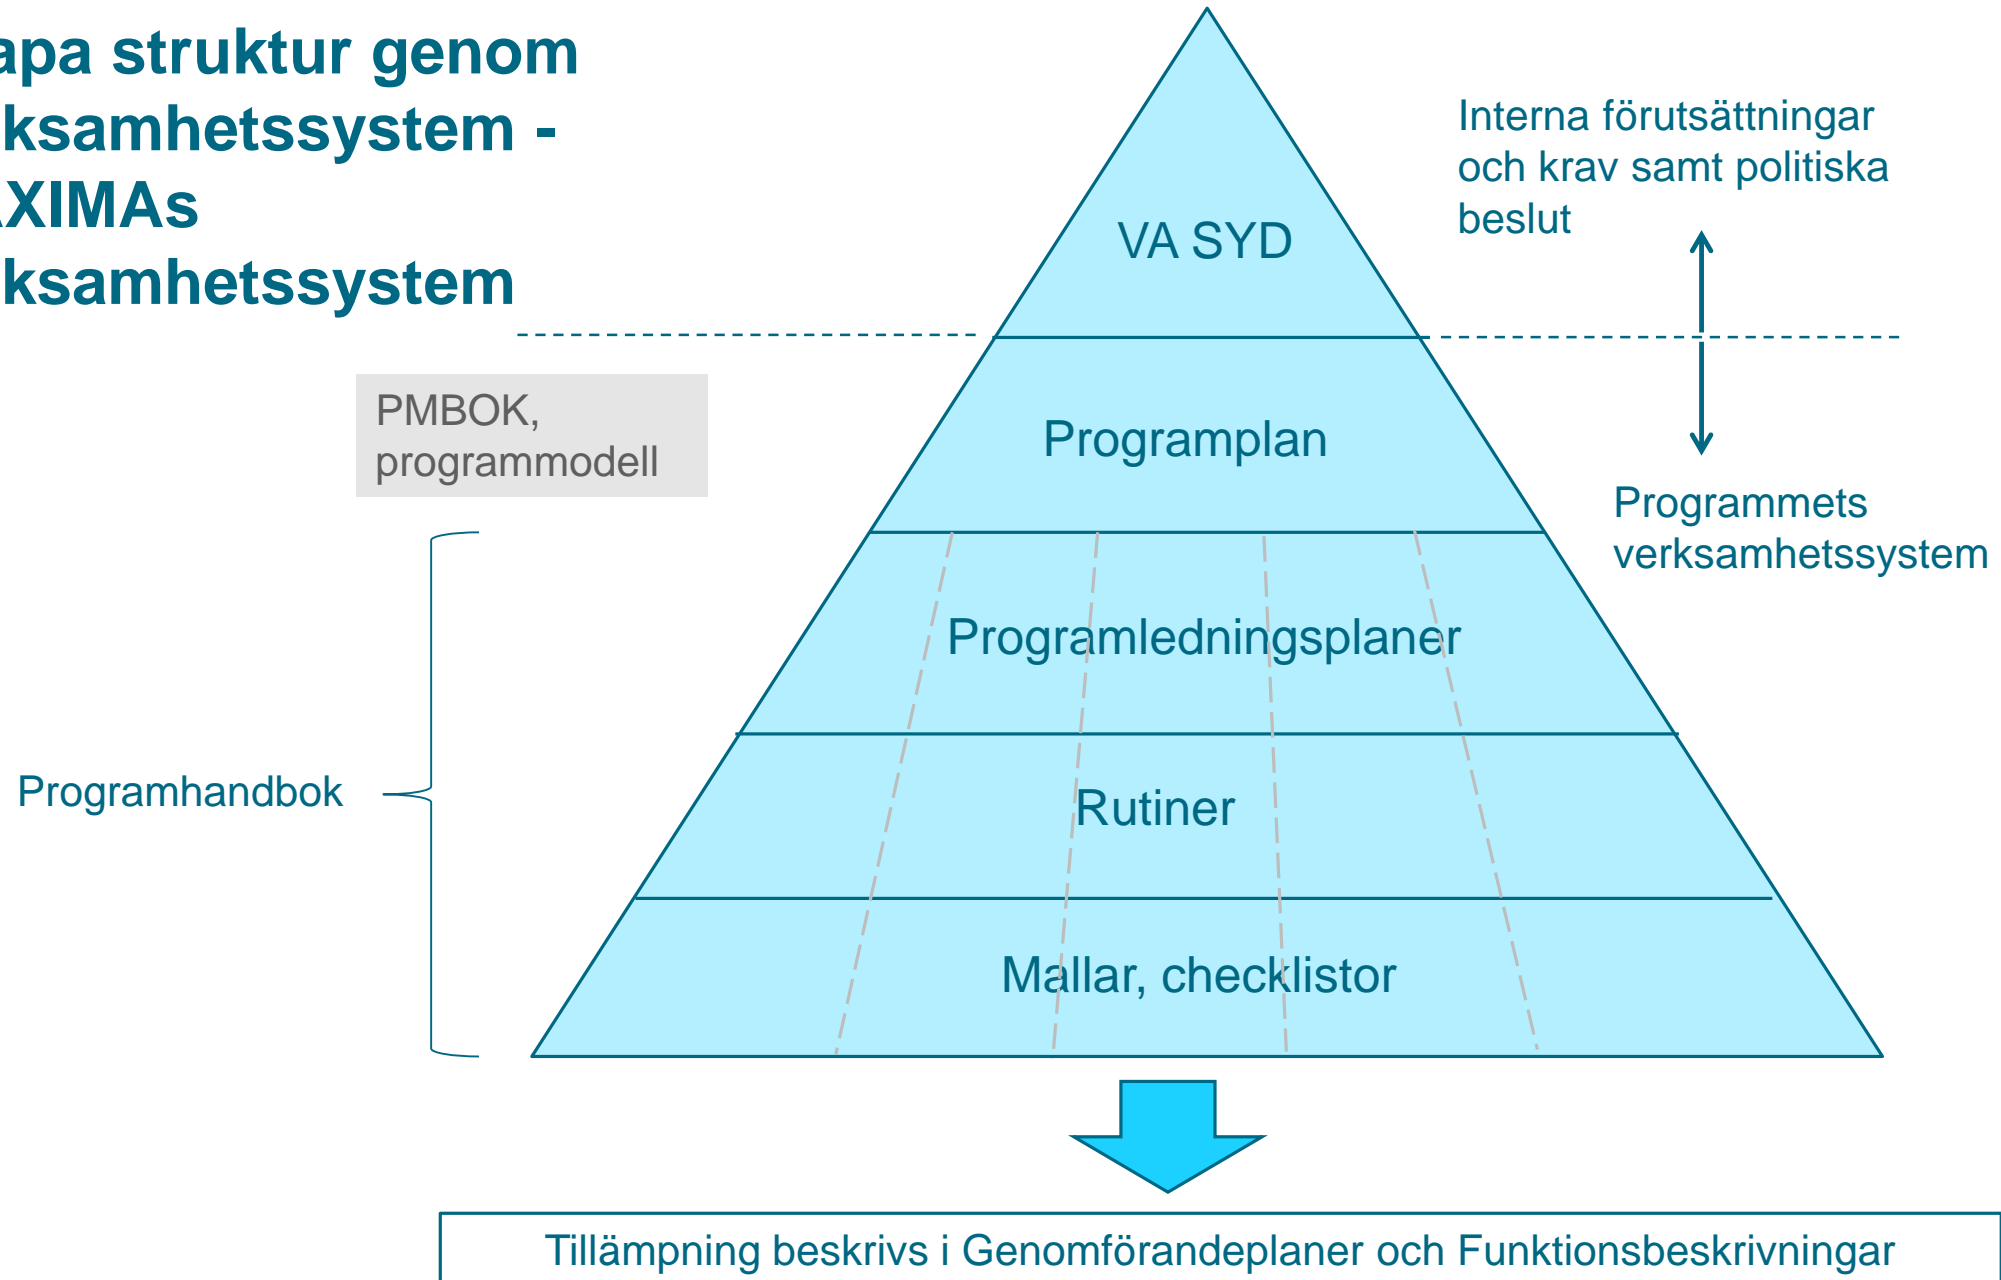 apa struktur genom
ksamhetssystem -
XIMAs
ksamhetssystem
Interna förutsättningar
och krav samt politiska
beslut
VA SYD
PMBOK,
programmodell
Programplan
Programmets
verksamhetssystem
Programledningsplaner
Programhandbok
Rutiner
Mallar, checklistor
Tillämpning beskrivs i Genomförandeplaner och Funktionsbeskrivningar